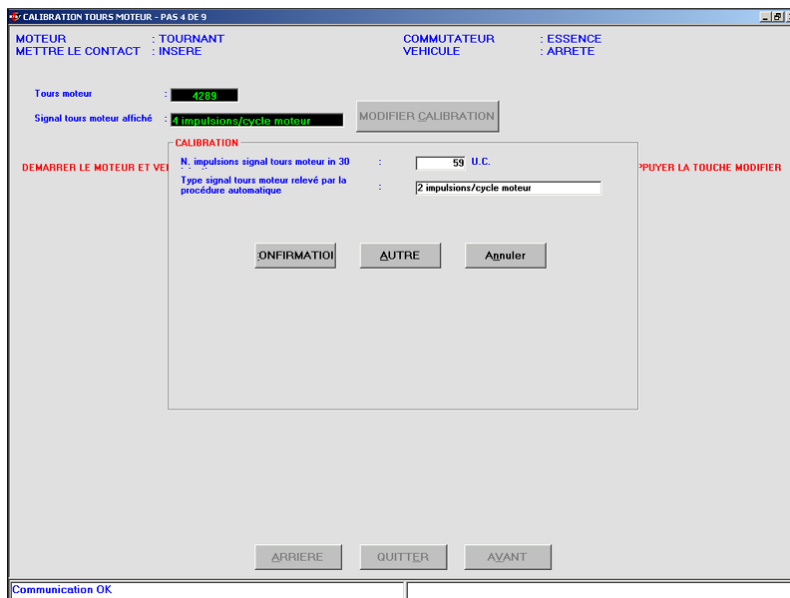 CALIBRATION TOURS MOTEUR - PAS 4 DE 9
MOTEUR : TOURNANT COMMUTATEUR : ESSENCE
METTRE LE CONTACT : INSERE VEHICULE : ARRETE
Tours moteur : 4289
Signal tours moteur affiché : 4 impulsions/cycle moteur MODIFIER CALIBRATION
CALIBRATION
DEMARRER LE MOTEUR ET PPUYER LA TOUCHE MODIFIER
N. impulsions signal tours moteur in 30 : 59 U.C.
Type signal tours moteur relevé par la
procédure automatique : 2 impulsions/cycle moteur
ONFIRMATIOI AUTRE Annuler
ARRIERE QUITTER AVANT
Communication OK